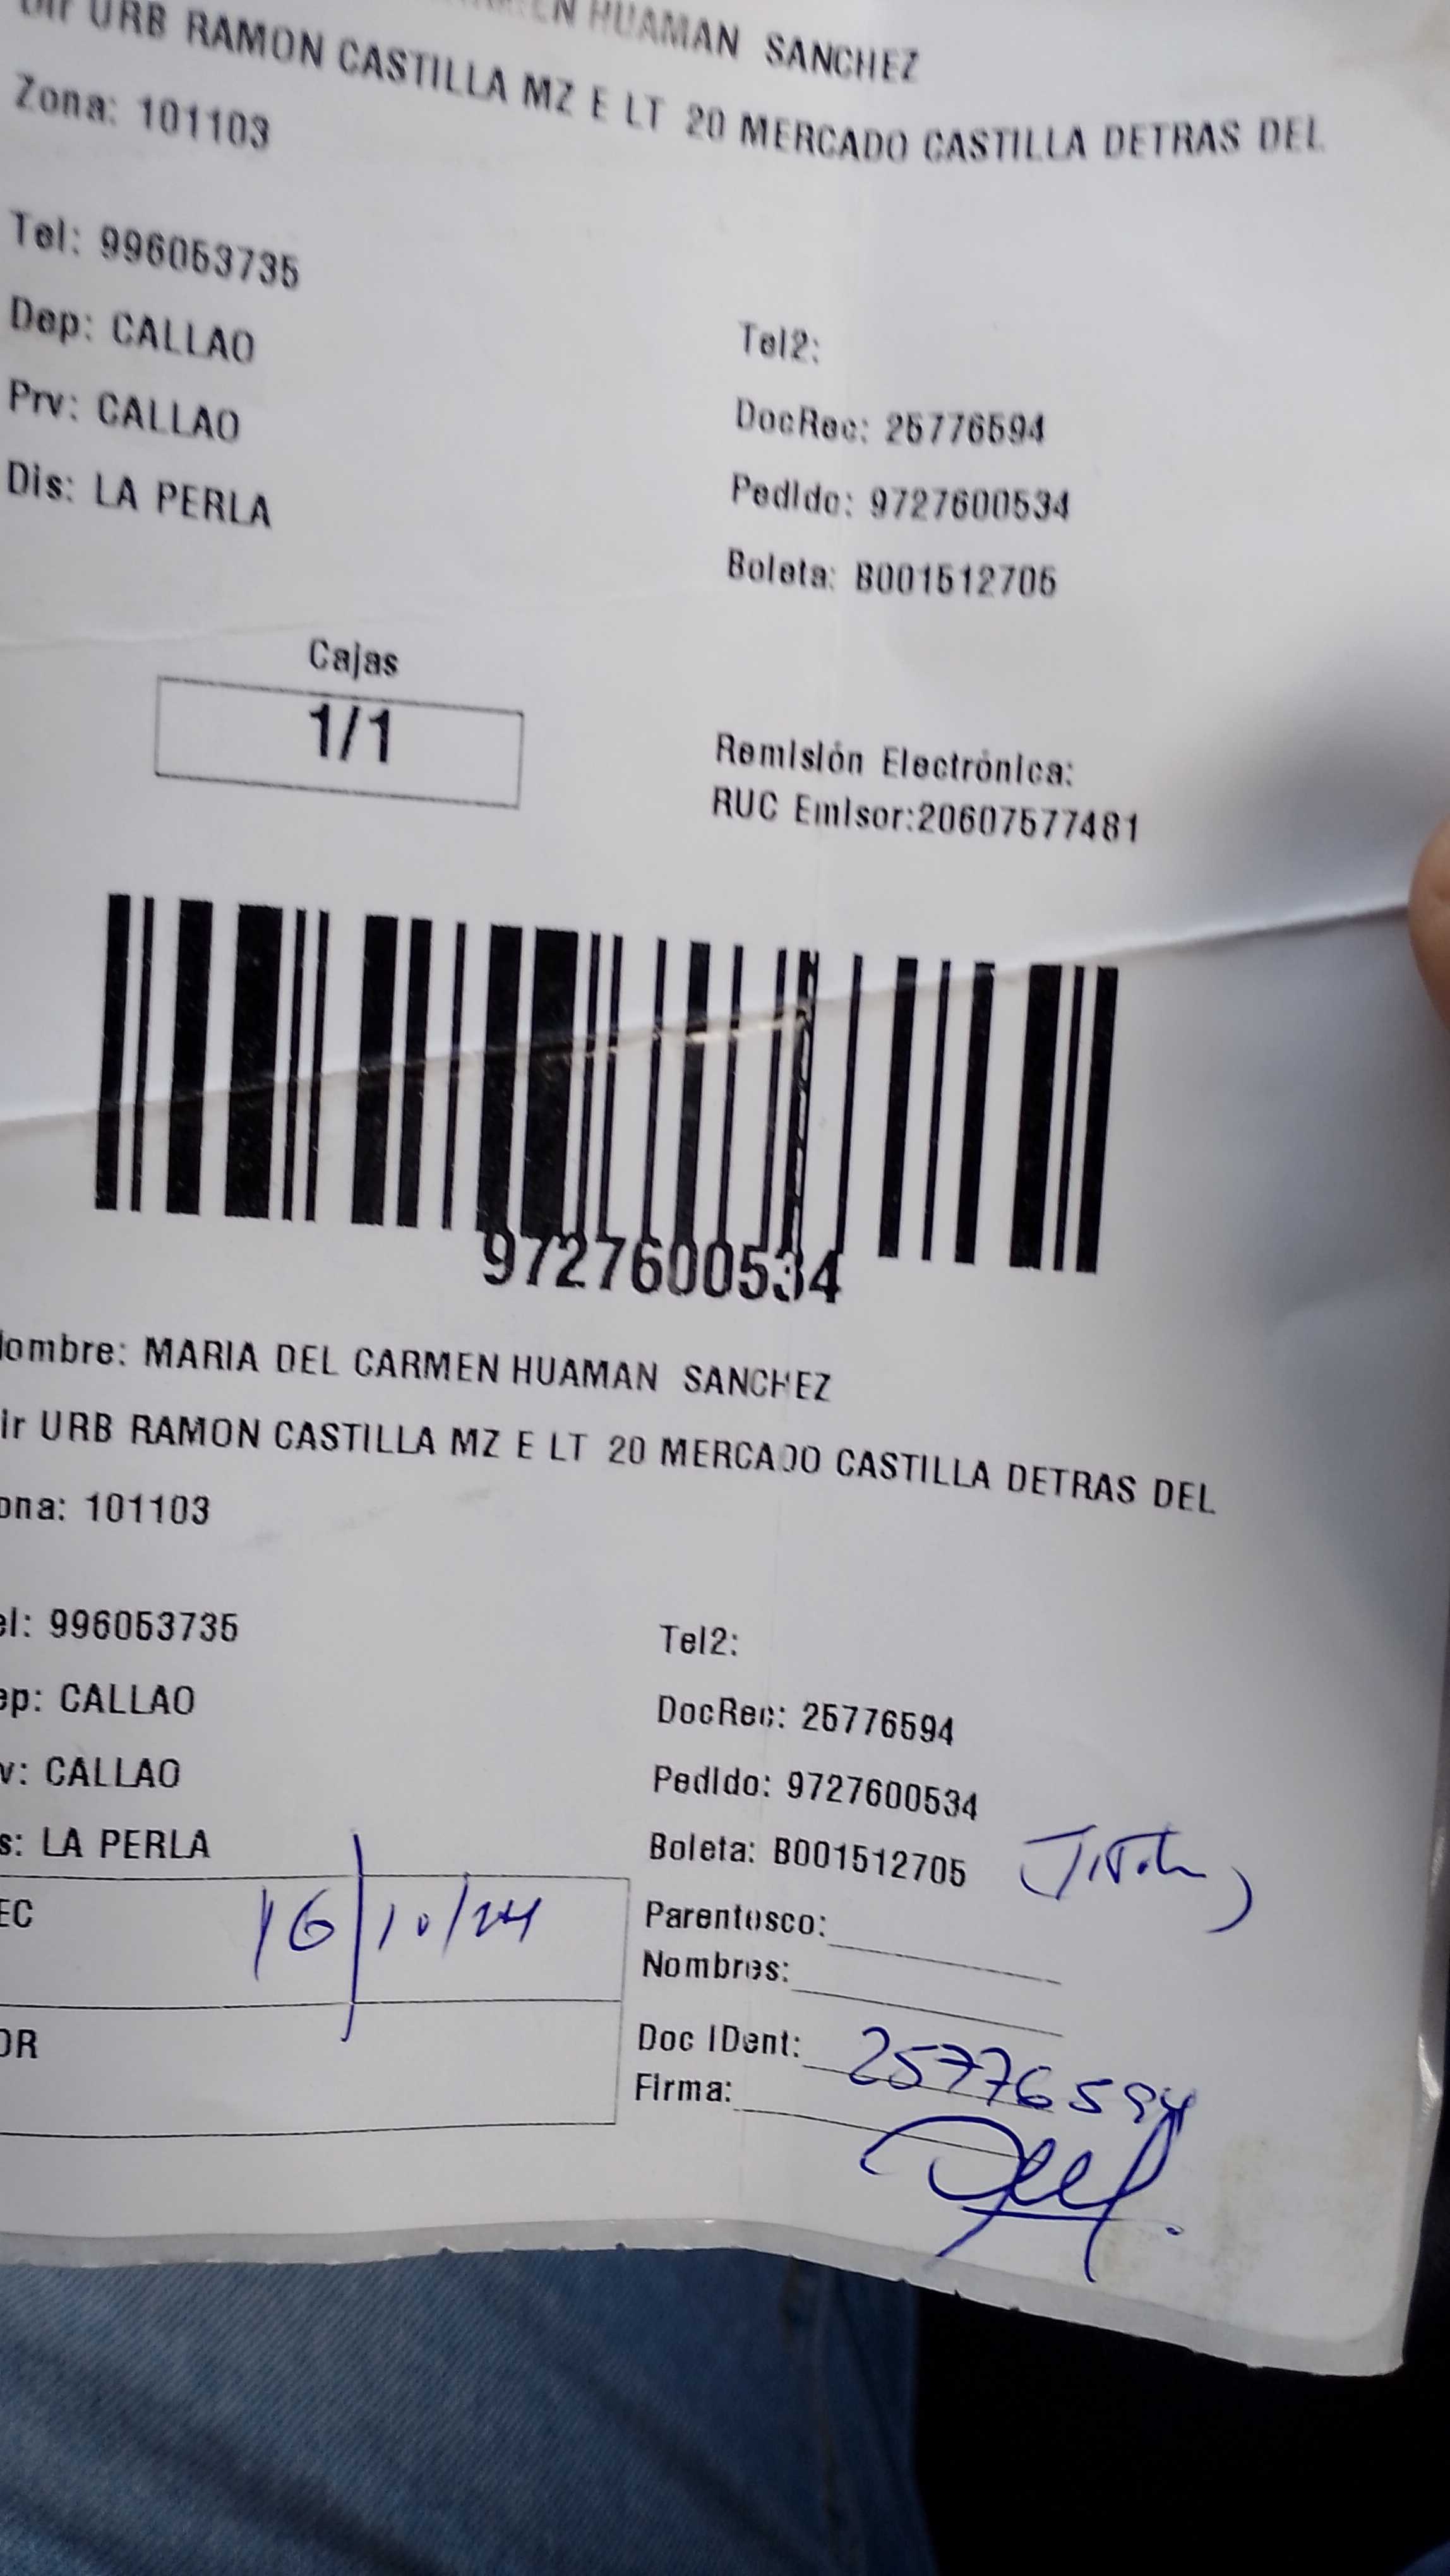 HUAMAN SANCHEZ
Dir URB RAMON CASTILLA MZ E LT 20 MERCADO CASTILLA DETRAS DEL
Zona: 101103
Tel: 996053735
Tel2:
Dep: CALLAO
DocRec: 25776594
Prv: CALLAO
Pedido: 9727600534
Dis: LA PERLA
Boleta: B001512705
Cajas
1/1
Remisión Electrónica:
RUC Emisor:20607577481
9727600534
ombre: MARIA DEL CARMEN HUAMAN SANCHEZ
ir URB RAMON CASTILLA MZ E LT 20 MERCADO CASTILLA DETRAS DEL
ona: 101103
el: 996053735
Tel2:
ep: CALLAO
DocRec: 25776594
v: CALLAO
Pedido: 9727600534
s: LA PERLA
Boleta: B001512705
EC
16/10/24
Parentesco:
Nombres:
OR
Doc IDent: 25776594
Firma: